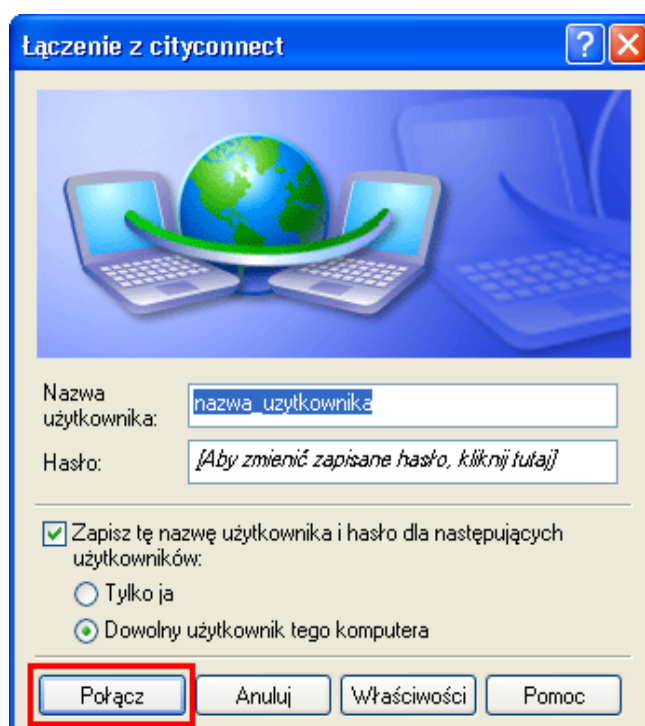 Łączenie z cityconnect
Nazwa
użytkownika:
nazwa_uzytkownika
Hasło:
[Aby zmienić zapisane hasło, kliknij tutaj]
Zapisz tę nazwę użytkownika i hasło dla następujących
użytkowników:
Tylko ja
Dowolny użytkownik tego komputera
Połącz Anuluj Właściwości Pomoc